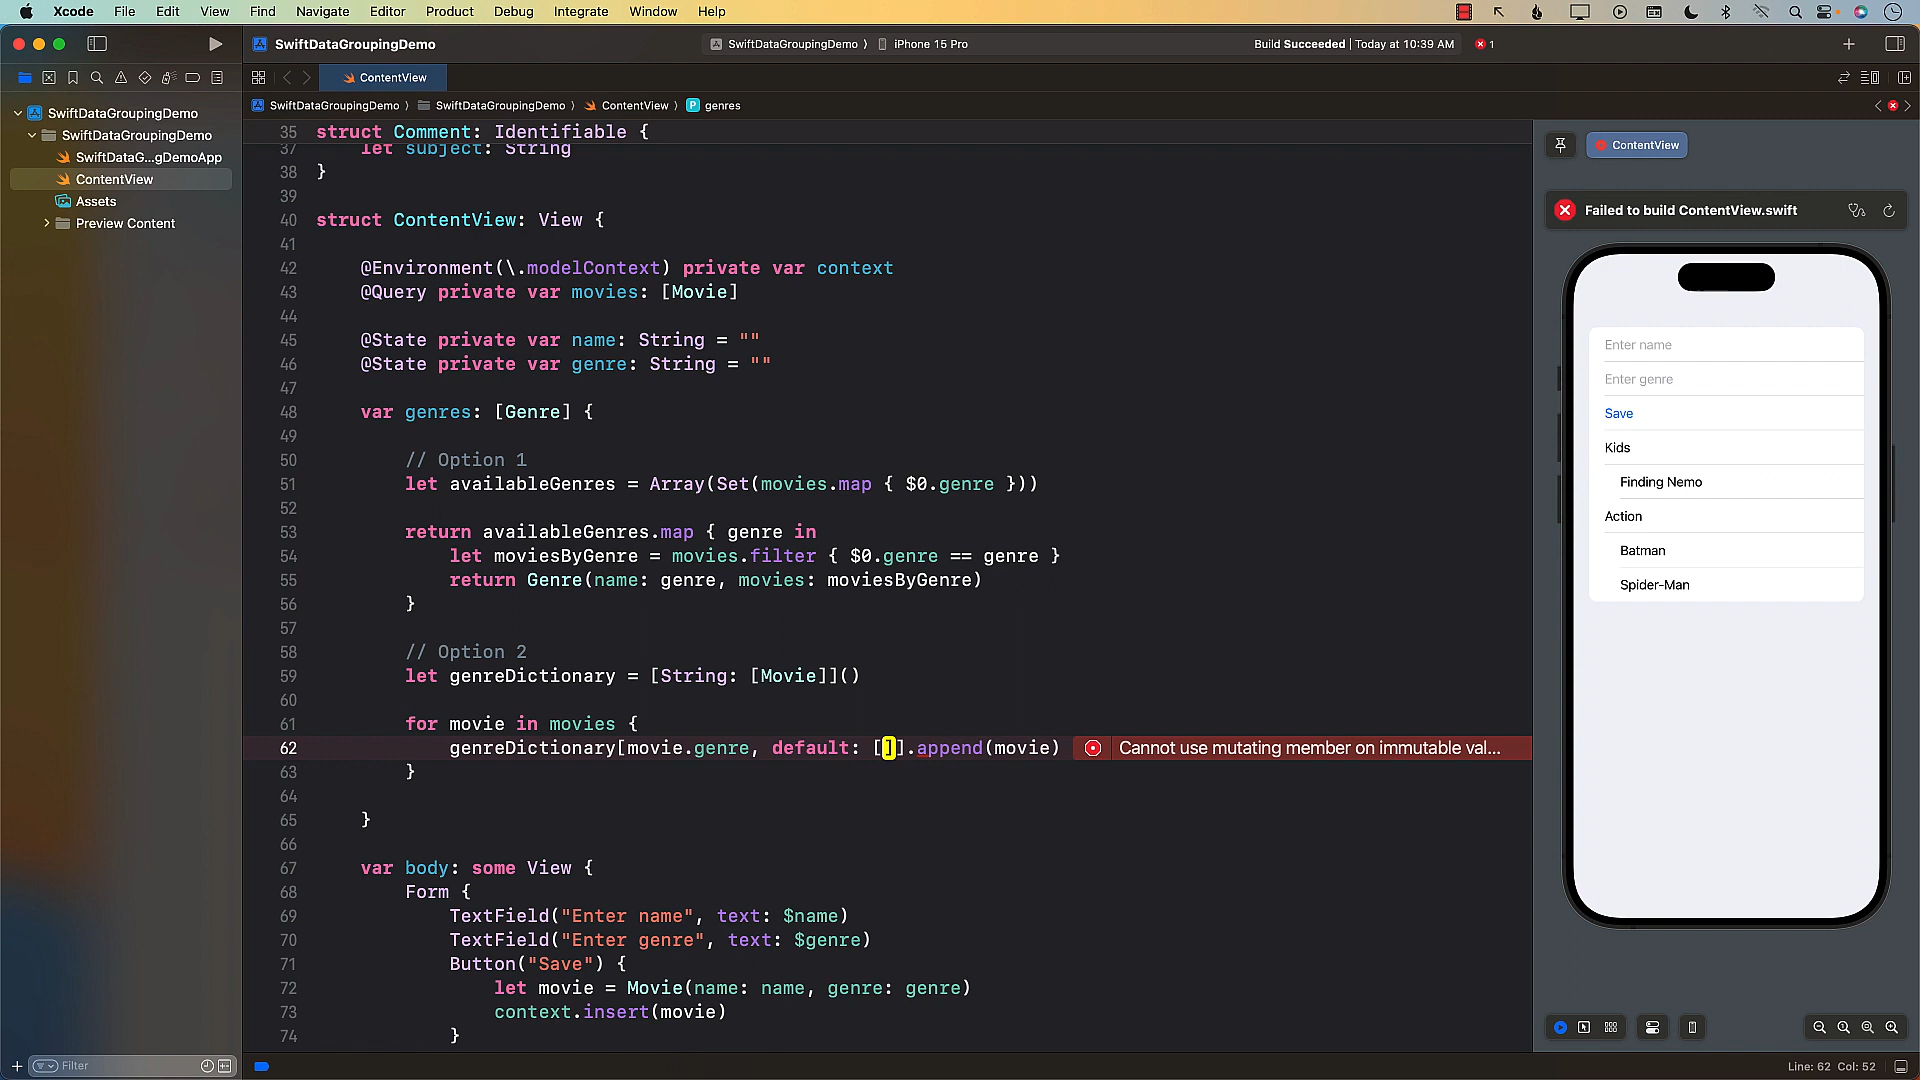 Xcode File Edit View Find Navigate Editor Product Debug Integrate Window Help
SwiftDataGroupingDemo
SwiftDataGroupingDemo ⟩ iPhone 15 Pro
Build Succeeded | Today at 10:39 AM
1
ContentView
SwiftDataGroupingDemo ⟩ SwiftDataGroupingDemo ⟩ ContentView ⟩ P genres
SwiftDataGroupingDemo
SwiftDataGroupingDemo
SwiftDataG...gDemoApp
ContentView
Assets
Preview Content
Filter
35 struct Comment: Identifiable {
37 let subject: String
38 }
39
40 struct ContentView: View {
41
42 @Environment(\.modelContext) private var context
43 @Query private var movies: [Movie]
44
45 @State private var name: String = ""
46 @State private var genre: String = ""
47
48 var genres: [Genre] {
49
50 // Option 1
51 let availableGenres = Array(Set(movies.map { $0.genre }))
52
53 return availableGenres.map { genre in
54 let moviesByGenre = movies.filter { $0.genre == genre }
55 return Genre(name: genre, movies: moviesByGenre)
56 }
57
58 // Option 2
59 let genreDictionary = [String: [Movie]]()
60
61 for movie in movies {
62 genreDictionary[movie.genre, default: []].append(movie) Cannot use mutating member on immutable val...
63 }
64
65 }
66
67 var body: some View {
68 Form {
69 TextField("Enter name", text: $name)
70 TextField("Enter genre", text: $genre)
71 Button("Save") {
72 let movie = Movie(name: name, genre: genre)
73 context.insert(movie)
74 }
ContentView
Failed to build ContentView.swift
Enter name
Enter genre
Save
Kids
Finding Nemo
Action
Batman
Spider-Man
Line: 62 Col: 52